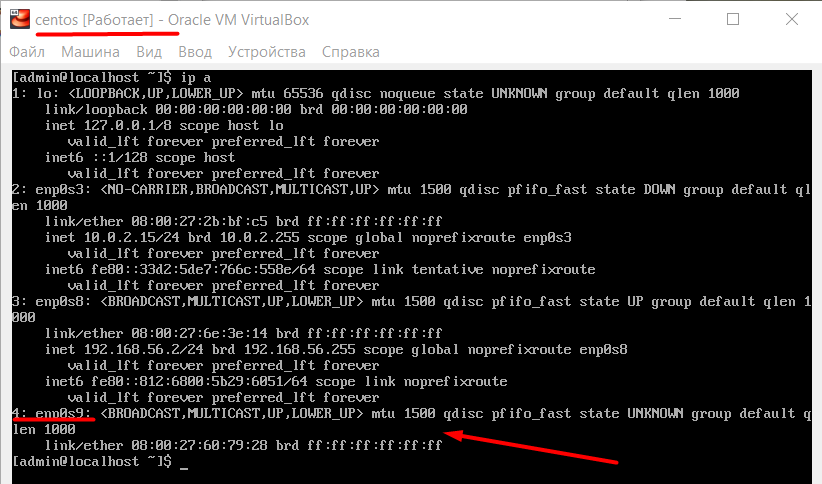 centos [Работает] - Oracle VM VirtualBox
Файл Машина Вид Ввод Устройства Справка
[admin@localhost ~]$ ip a
1: lo: <LOOPBACK,UP,LOWER_UP> mtu 65536 qdisc noqueue state UNKNOWN group default qlen 1000
    link/loopback 00:00:00:00:00:00 brd 00:00:00:00:00:00
    inet 127.0.0.1/8 scope host lo
       valid_lft forever preferred_lft forever
    inet6 ::1/128 scope host
       valid_lft forever preferred_lft forever
2: enp0s3: <NO-CARRIER,BROADCAST,MULTICAST,UP> mtu 1500 qdisc pfifo_fast state DOWN group default ql
en 1000
    link/ether 08:00:27:2b:bf:c5 brd ff:ff:ff:ff:ff:ff
    inet 10.0.2.15/24 brd 10.0.2.255 scope global noprefixroute enp0s3
       valid_lft forever preferred_lft forever
    inet6 fe80::33d2:5de7:766c:558e/64 scope link tentative noprefixroute
       valid_lft forever preferred_lft forever
3: enp0s8: <BROADCAST,MULTICAST,UP,LOWER_UP> mtu 1500 qdisc pfifo_fast state UP group default qlen 1
000
    link/ether 08:00:27:6e:3e:14 brd ff:ff:ff:ff:ff:ff
    inet 192.168.56.2/24 brd 192.168.56.255 scope global noprefixroute enp0s8
       valid_lft forever preferred_lft forever
    inet6 fe80::812:6800:5b29:6051/64 scope link noprefixroute
       valid_lft forever preferred_lft forever
4: enp0s9: <BROADCAST,MULTICAST,UP,LOWER_UP> mtu 1500 qdisc pfifo_fast state UNKNOWN group default q
len 1000
    link/ether 08:00:27:60:79:28 brd ff:ff:ff:ff:ff:ff
[admin@localhost ~]$ _